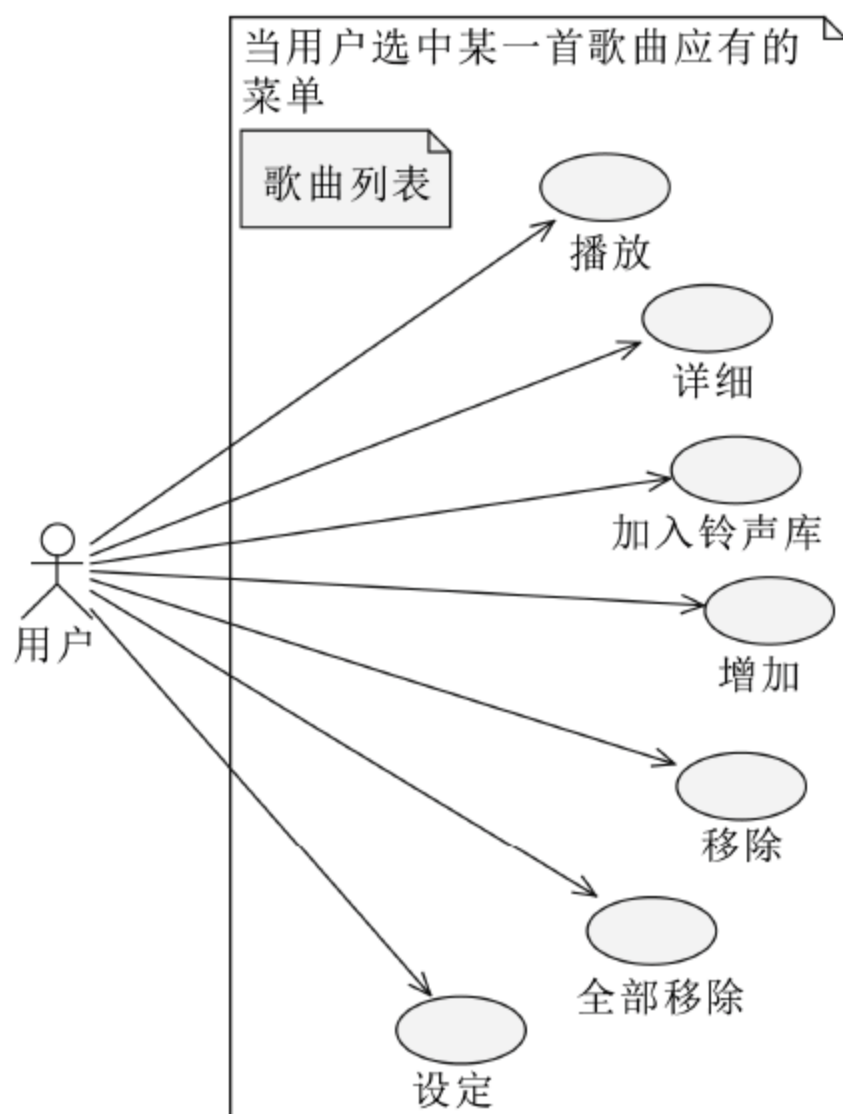 当用户选中某一首歌曲应有的
菜单
歌曲列表
播放
详细
加入铃声库
用户
增加
移除
全部移除
设定